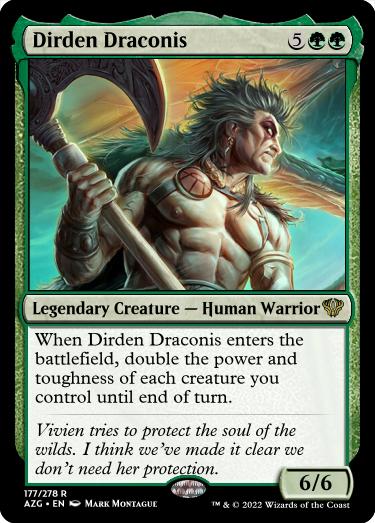 Dirden Draconis 5
Legendary Creature — Human Warrior
When Dirden Draconis enters the
battlefield, double the power and
toughness of each creature you
control until end of turn.
Vivien tries to protect the soul of the
wilds. I think we've made it clear we
don't need her protection.
6/6
177/278 R
AZG • EN Mark Montague
™ & © 2022 Wizards of the Coast